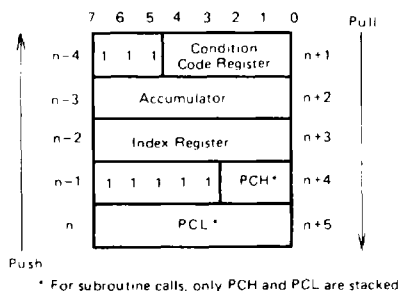 7 6 5 4 3 2 1 0
Pull
n-4 1 1 1 Condition Code Register n+1
n-3 Accumulator n+2
n-2 Index Register n+3
n-1 1 1 1 1 1 PCH* n+4
n PCL* n+5
Push
* For subroutine calls, only PCH and PCL are stacked